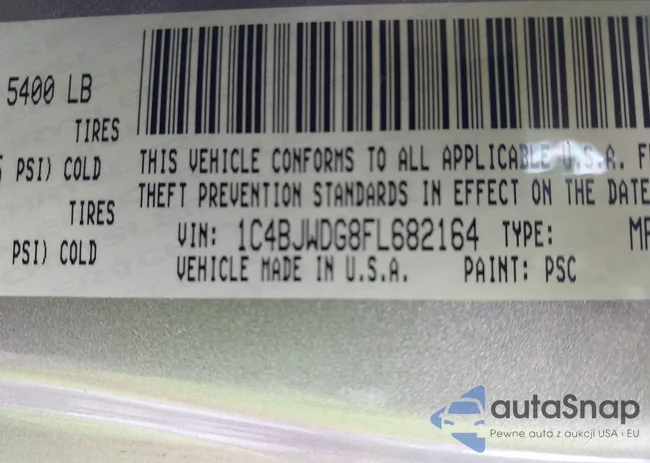 5400 LB
TIRES
PSI) COLD
THIS VEHICLE CONFORMS TO ALL APPLICABLE U.S.A. F
THEFT PREVENTION STANDARDS IN EFFECT ON THE DATE
TIRES
VIN: 1C4BJWDG8FL682164 TYPE: MP
PSI) COLD
VEHICLE MADE IN U.S.A. PAINT: PSC
autaSnap
Pewne auta z aukcji USA i EU